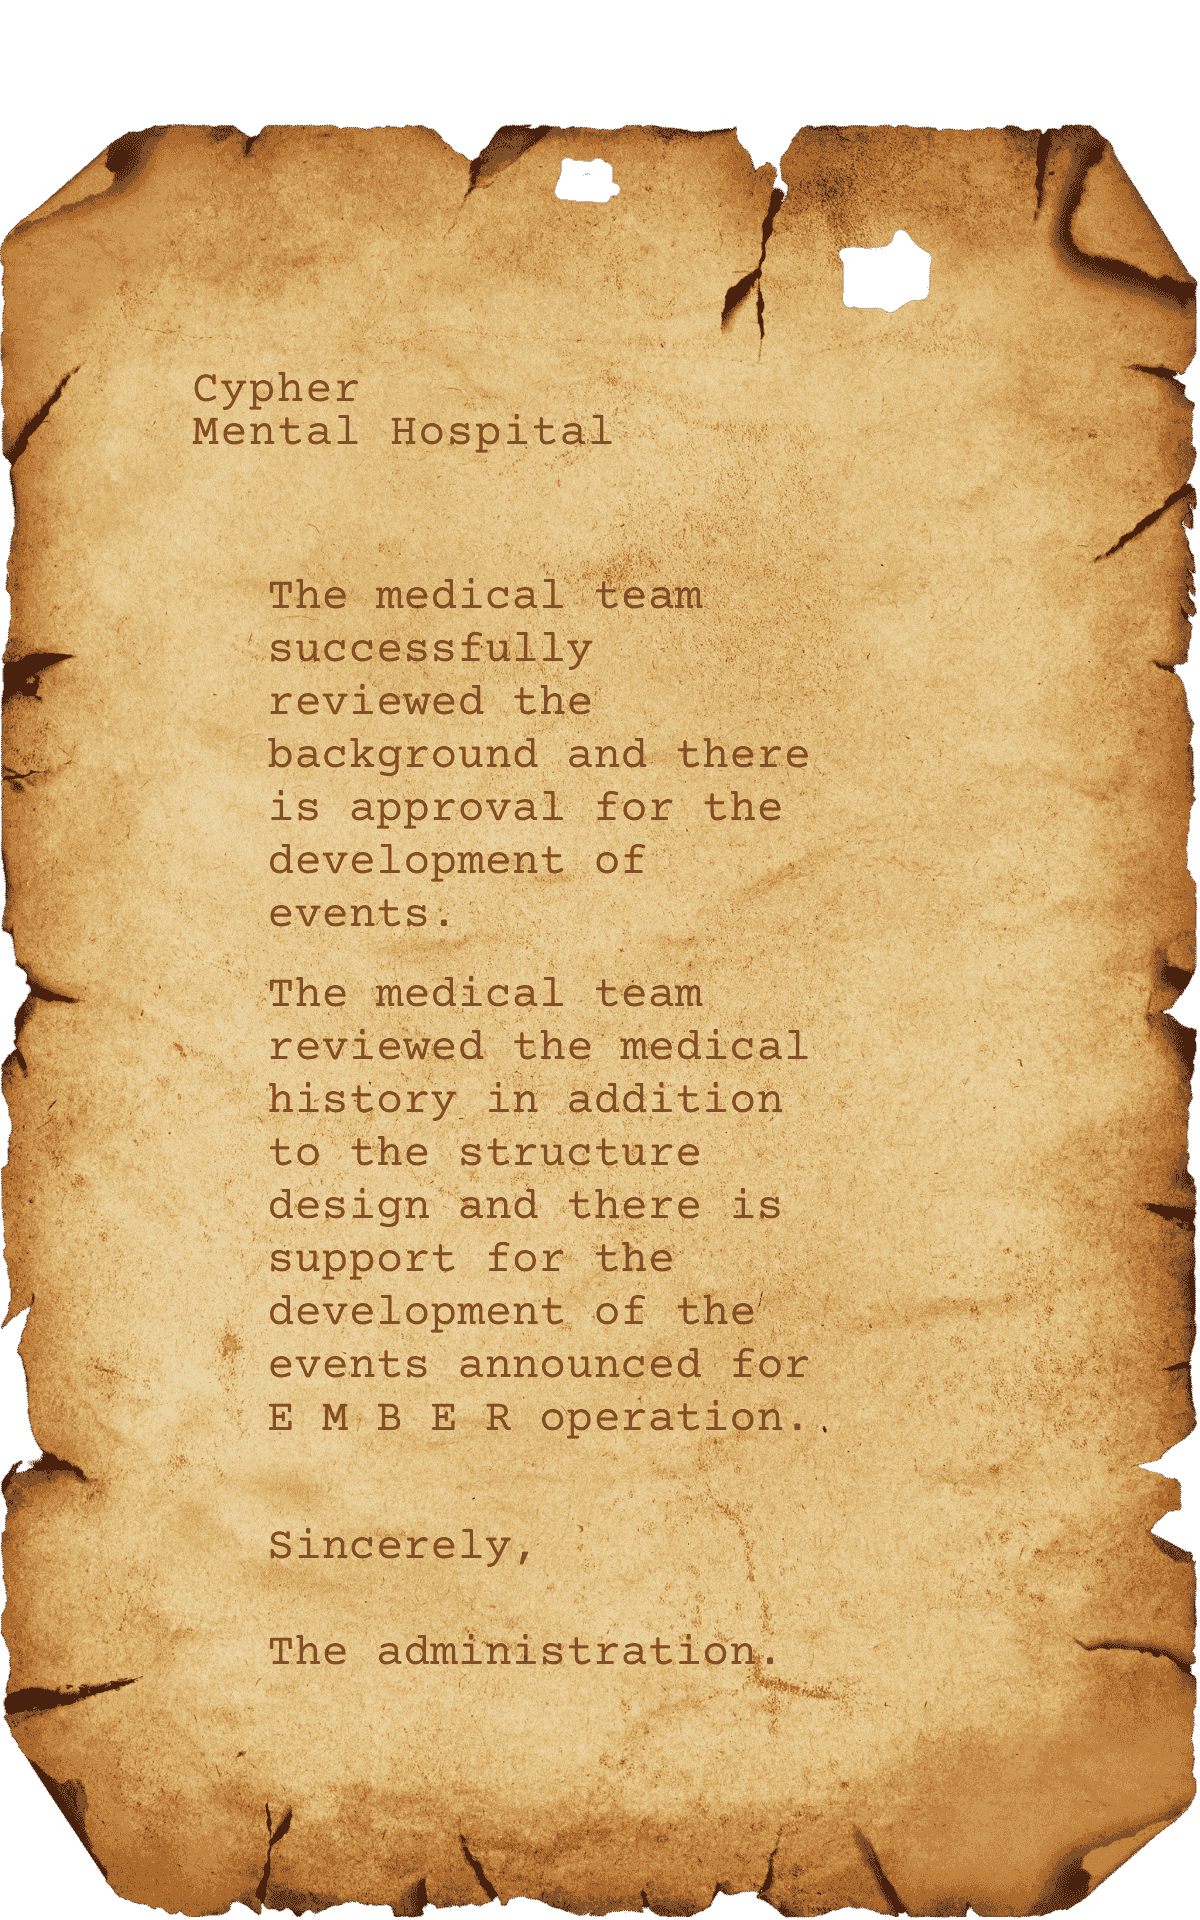 Cypher
Mental Hospital
The medical team
successfully
reviewed the
background and there
is approval for the
development of
events.
The medical team
reviewed the medical
history in addition
to the structure
design and there is
support for the
development of the
events announced for
E M B E R operation.
Sincerely,
The administration.